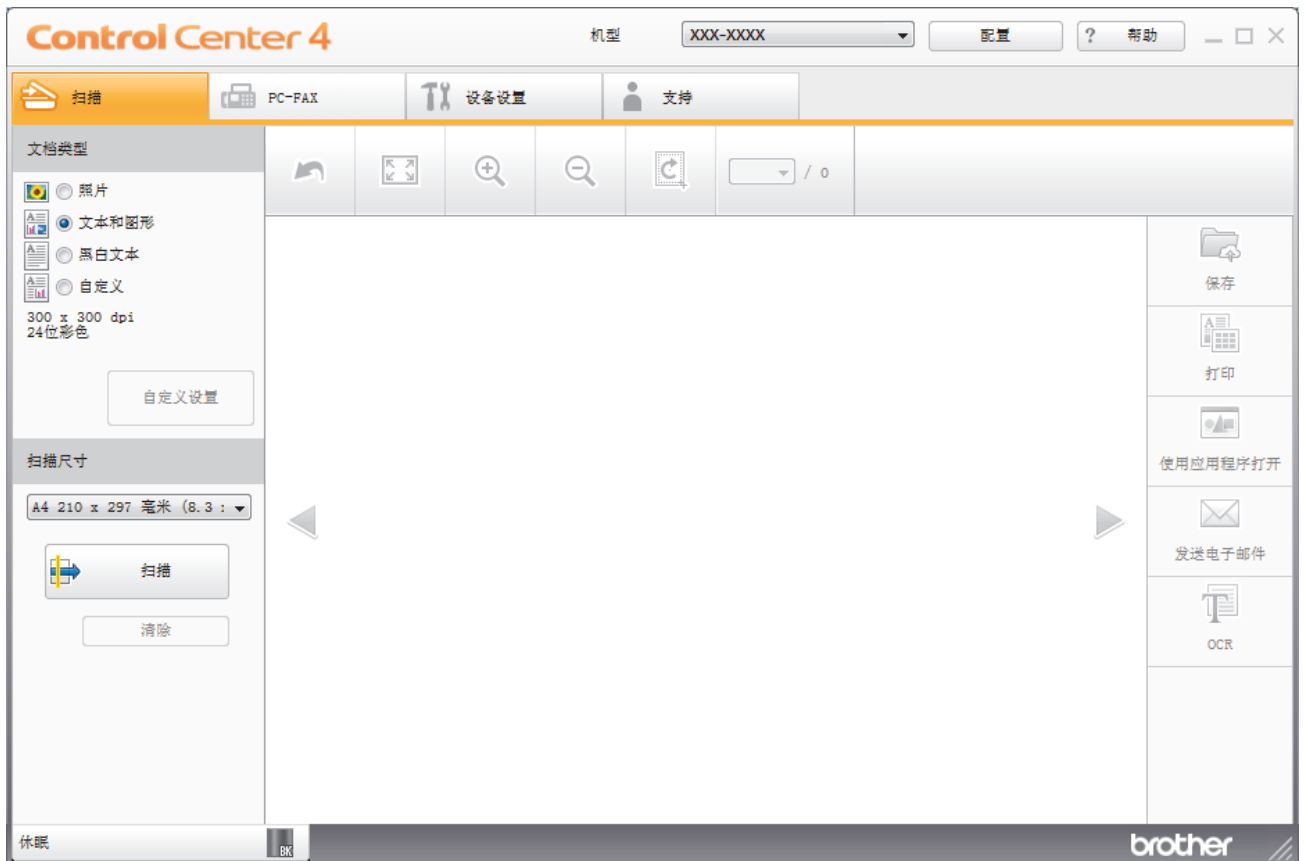 Control Center 4
机型
XXX-XXXX
配置
? 帮助
扫描
PC-FAX
设备设置
支持
文档类型
照片
文本和图形
黑白文本
自定义
300 x 300 dpi
24位彩色
自定义设置
扫描尺寸
A4 210 x 297 毫米 (8.3 :
扫描
清除
/ 0
保存
打印
使用应用程序打开
发送电子邮件
OCR
休眠
BK
brother